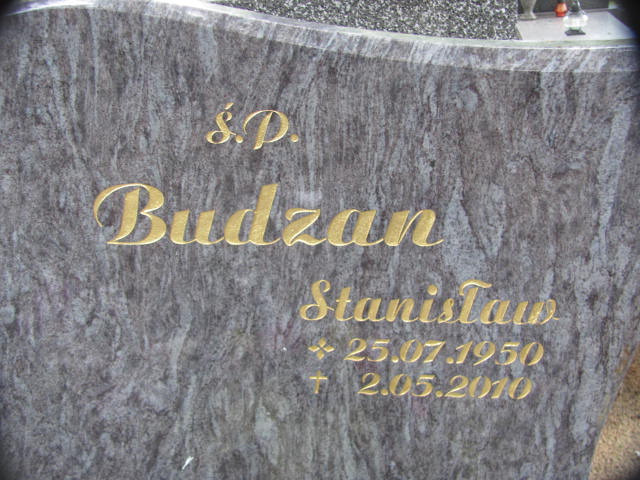 Ś.P.
Budzan
Stanisław
25.07.1950
† 2.05.2010